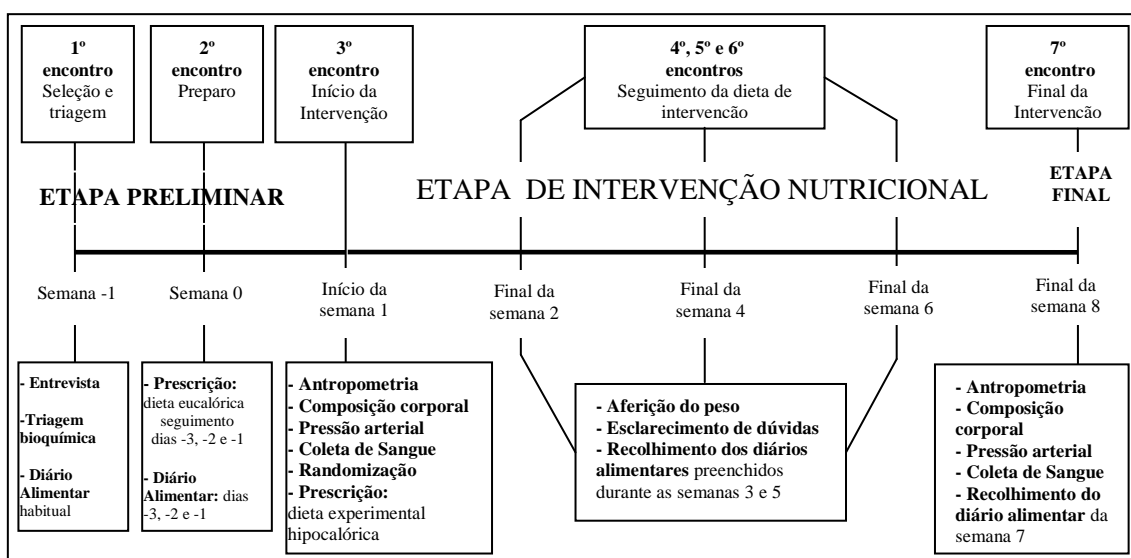 1º
encontro
Seleção e
triagem
2º
encontro
Preparo
3º
encontro
Início da
Intervenção
4º, 5º e 6º
encontros
Seguimento da dieta de
intervencão
7º
encontro
Final da
Intervencão
ETAPA PRELIMINAR
ETAPA DE INTERVENÇÃO NUTRICIONAL
ETAPA
FINAL
Semana -1
Semana 0
Início da
semana 1
Final da
semana 2
Final da
semana 4
Final da
semana 6
Final da
semana 8
- Entrevista
-Triagem
bioquímica
- Diário
Alimentar
habitual
- Prescrição:
dieta eucalórica
seguimento
dias -3, -2 e -1
- Diário
Alimentar: dias
-3, -2 e -1
- Antropometria
- Composição corporal
- Pressão arterial
- Coleta de Sangue
- Randomização
- Prescrição:
dieta experimental
hipocalórica
- Aferição do peso
- Esclarecimento de dúvidas
- Recolhimento dos diários
alimentares preenchidos
durante as semanas 3 e 5
- Antropometria
- Composição
corporal
- Pressão arterial
- Coleta de Sangue
- Recolhimento do
diário alimentar da
semana 7